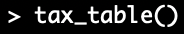 > tax_table()